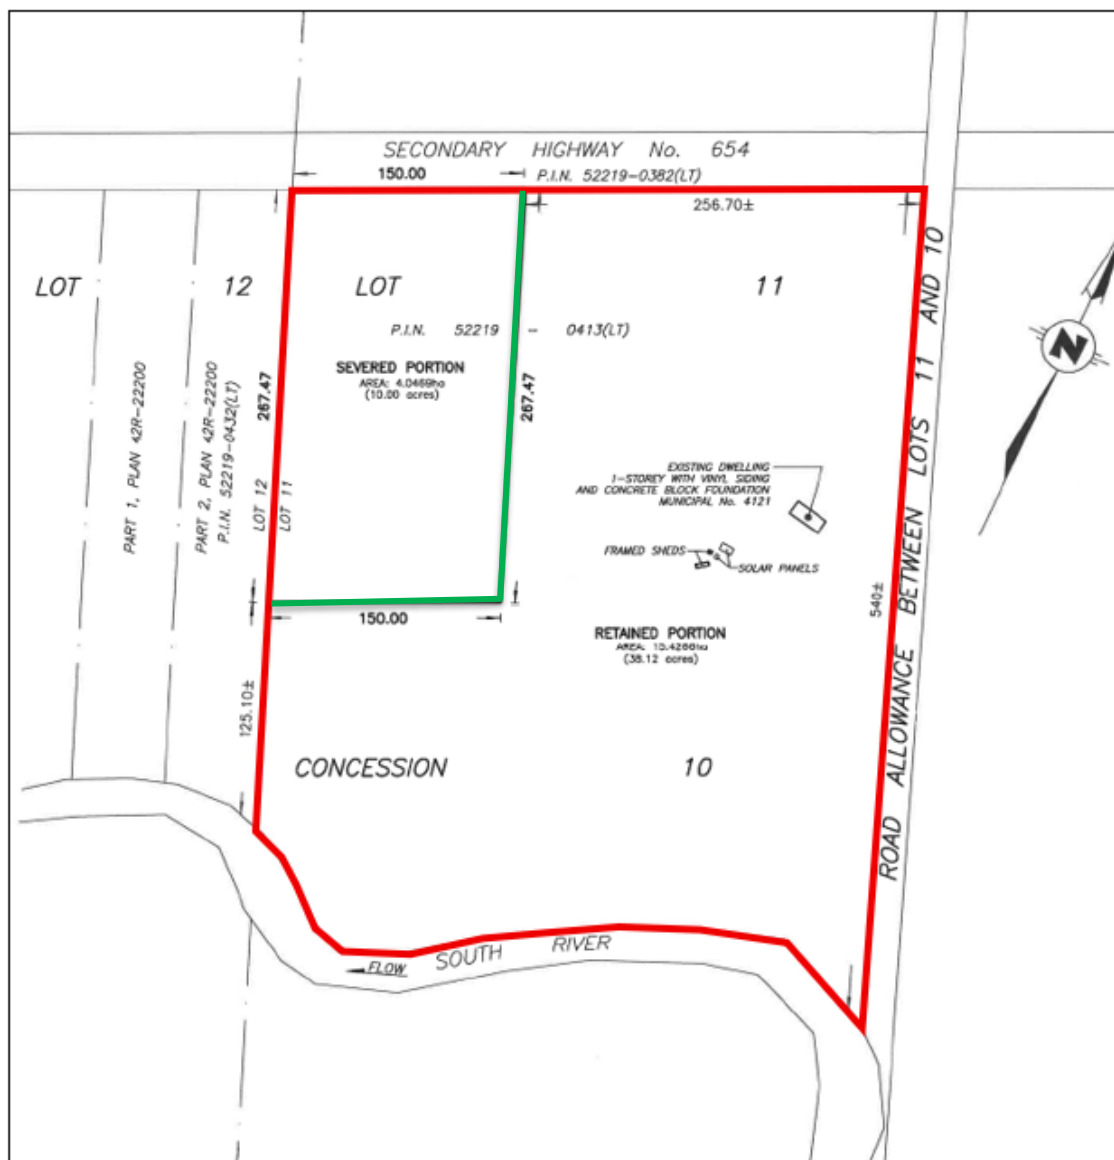 SECONDARY HIGHWAY No. 654
150.00
P.I.N. 52219-0382(LT)
256.70±
LOT 12
LOT 11
P.I.N. 52219 - 0413(LT)
SEVERED PORTION
AREA: 4.0469ha
(10.00 acres)
267.47
267.47
PART 1, PLAN 42R-22200
PART 2, PLAN 42R-22200
P.I.N. 52219-0432(LT)
LOT 12
LOT 11
EXISTING DWELLING
1-STOREY WITH VINYL SIDING
AND CONCRETE BLOCK FOUNDATION
MUNICIPAL No. 4121
FRAMED SHEDS
SOLAR PANELS
150.00
RETAINED PORTION
AREA: 15.4266ha
(38.12 acres)
540±
125.10±
ROAD ALLOWANCE BETWEEN LOTS 11 AND 10
CONCESSION 10
SOUTH RIVER
FLOW
N